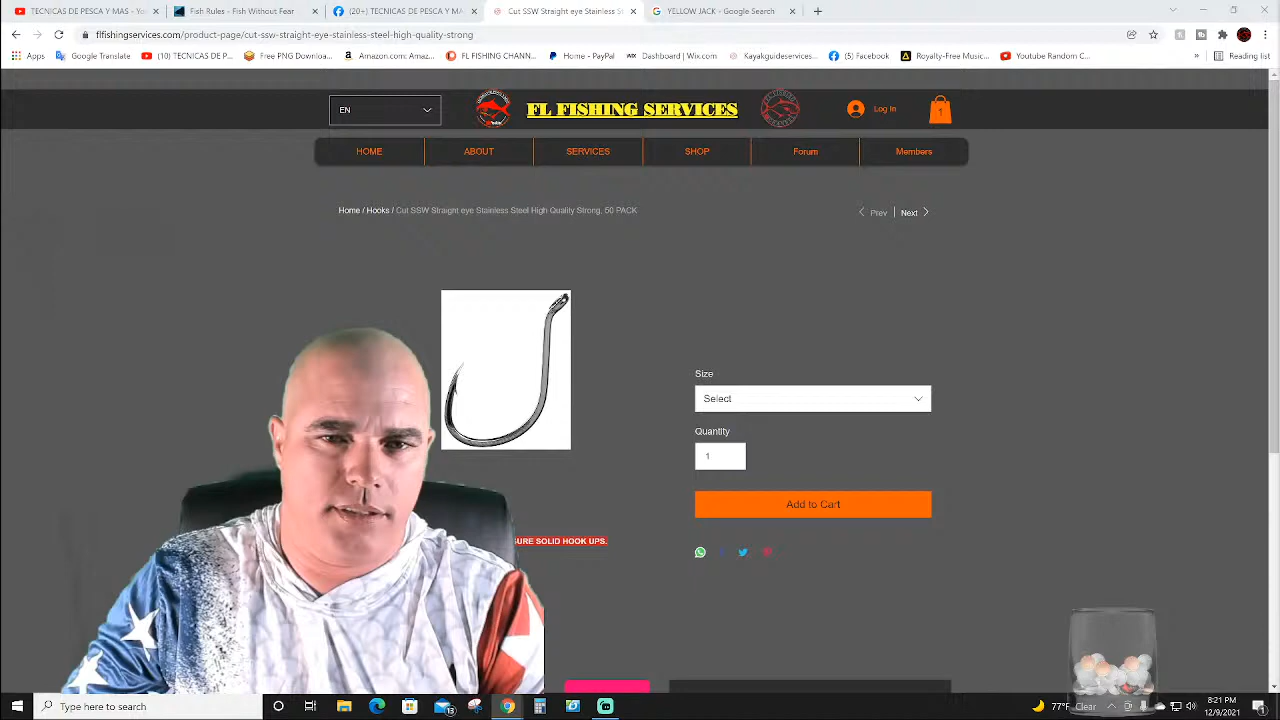 TECNICAS DE PESCA Y MAS - Yo
Fish Rules - Fish Without Fear
(20+) TECNICAS DE PESCA Y MA
Cut SSW Straight eye Stainless St
YELLOW JACK - Google Search
fffishingservices.com/product-page/cut-ssw-straight-eye-stainless-steel-high-quality-strong
Apps
Google Translate
(10) TECNICAS DE P...
Free PNG Downloa...
Amazon.com: Amaz...
FL FISHING CHANN...
Home - PayPal
Dashboard | Wix.com
Kayakguideservices...
(5) Facebook
Royalty-Free Music...
Youtube Random C...
»
Reading list
EN
FL FISHING SERVICES
Log In
1
HOME
ABOUT
SERVICES
SHOP
Forum
Members
Home / Hooks / Cut SSW Straight eye Stainless Steel High Quality Strong, 50 PACK
Prev | Next
Size
Select
Quantity
1
Add to Cart
SURE SOLID HOOK UPS.
Type here to search
77°F Clear
8:21 PM
12/9/2021